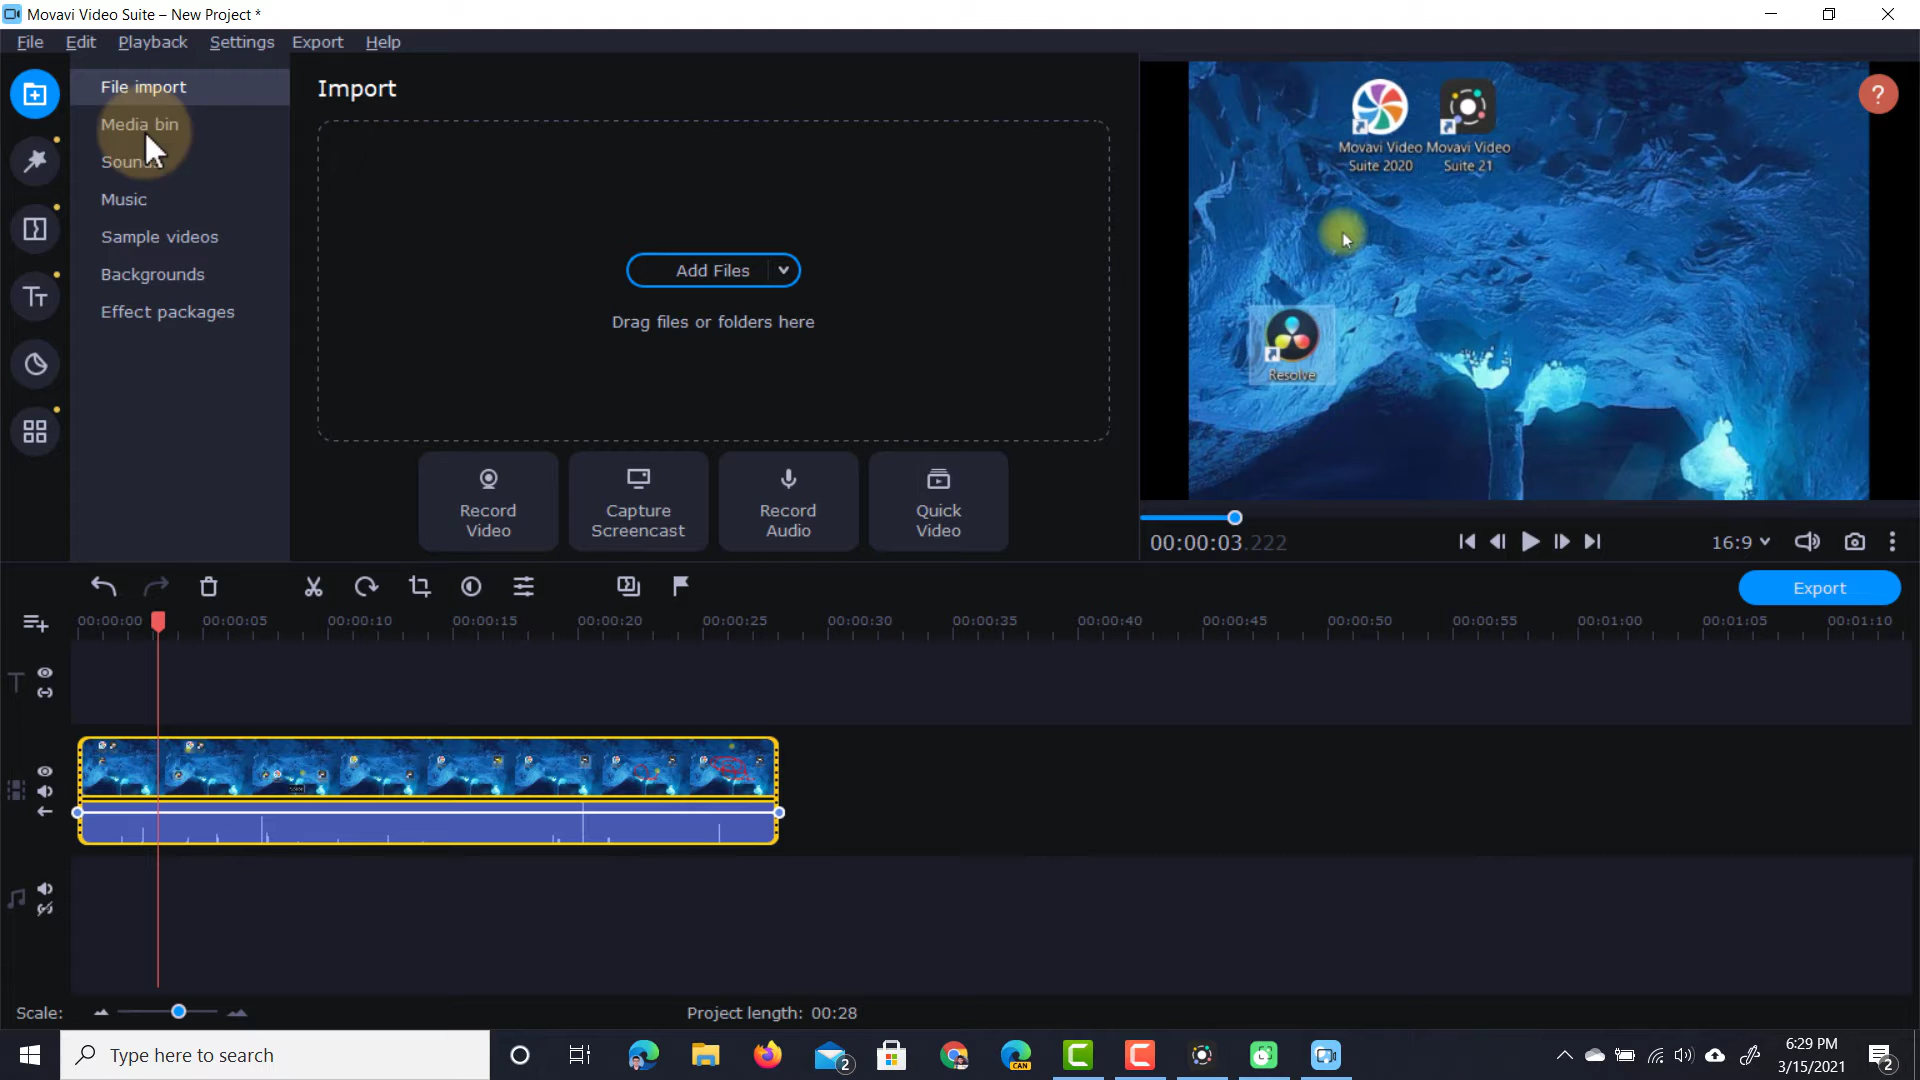 Movavi Video Suite – New Project *
File Edit Playback Settings Export Help
File import
Media bin
Sounds
Music
Sample videos
Backgrounds
Effect packages
Import
Add Files
Drag files or folders here
Record
Video
Capture
Screencast
Record
Audio
Quick
Video
Movavi Video
Suite 2020
Movavi Video
Suite 21
Resolve
?
00:00:03.222
16:9
Export
00:00:00 00:00:05 00:00:10 00:00:15 00:00:20 00:00:25 00:00:30 00:00:35 00:00:40 00:00:45 00:00:50 00:00:55 00:01:00 00:01:05 00:01:10
Scale:
Project length: 00:28
Type here to search
2
CAN
6:29 PM
3/15/2021
2